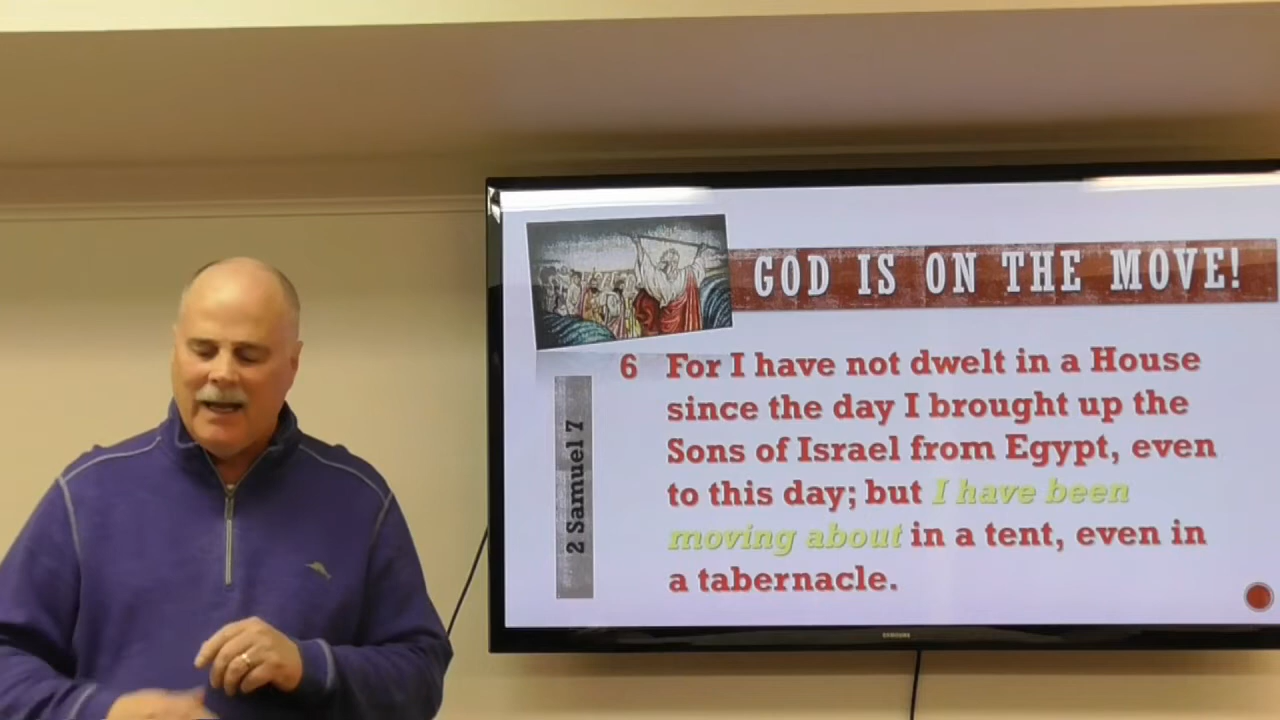 GOD IS ON THE MOVE!
6 For I have not dwelt in a House
since the day I brought up the
Sons of Israel from Egypt, even
to this day; but I have been
moving about in a tent, even in
a tabernacle.
2 Samuel 7
SAMSUNG